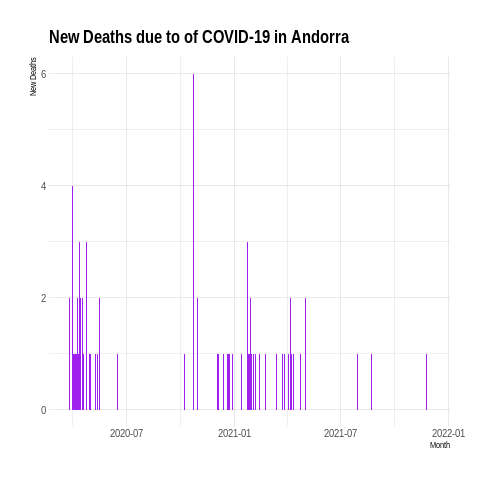 New Deaths due to of COVID-19 in Andorra
New Deaths
6
4
2
0
2020-07 2021-01 2021-07 2022-01
Month